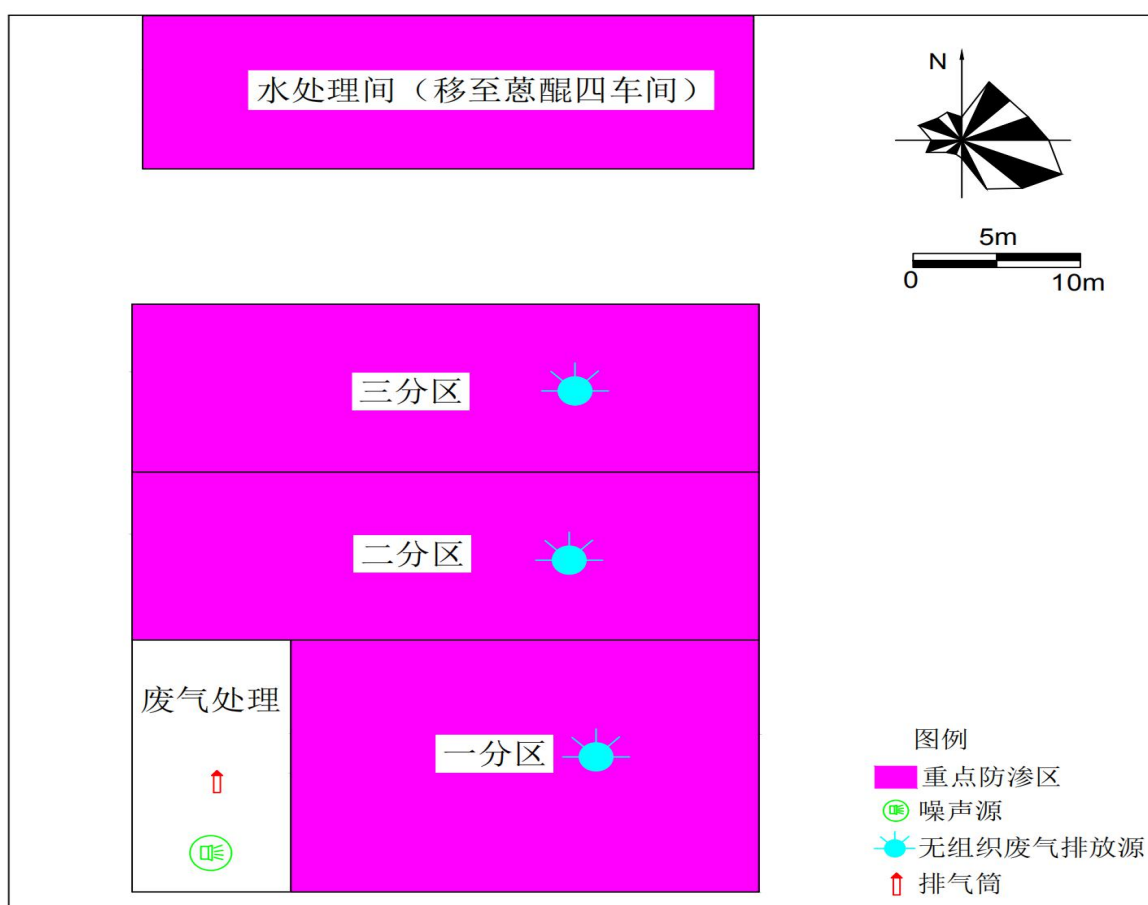 水处理间（移至蒽醌四车间）
N
5m
0
10m
三分区
二分区
废气处理
一分区
图例
重点防渗区
噪声源
无组织废气排放源
排气筒